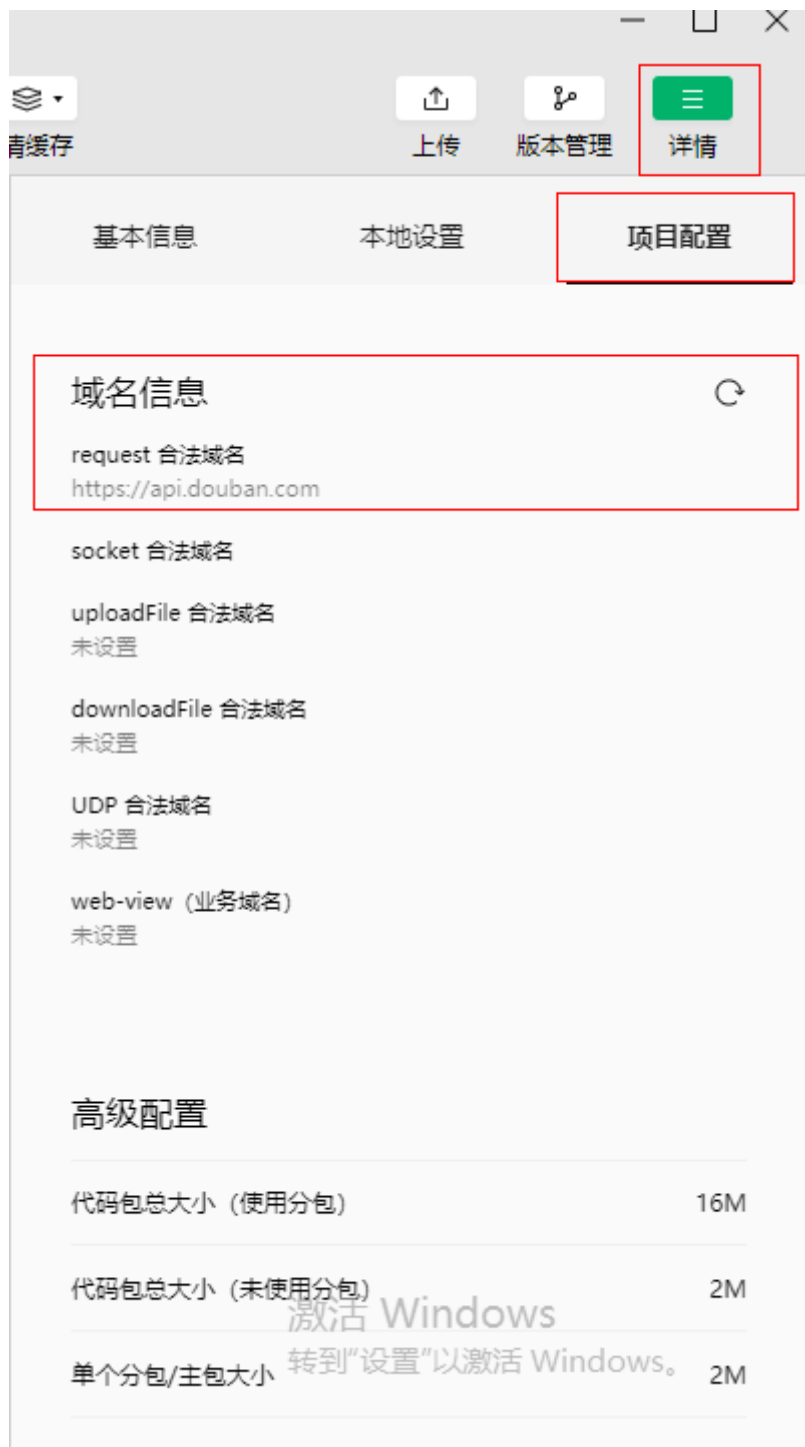 清缓存 上传 版本管理 详情
基本信息 本地设置 项目配置
域名信息
request 合法域名
https://api.douban.com
socket 合法域名
uploadFile 合法域名
未设置
downloadFile 合法域名
未设置
UDP 合法域名
未设置
web-view（业务域名）
未设置
高级配置
代码包总大小（使用分包） 16M
代码包总大小（未使用分包） 2M
激活 Windows
转到"设置"以激活 Windows。
单个分包/主包大小 2M